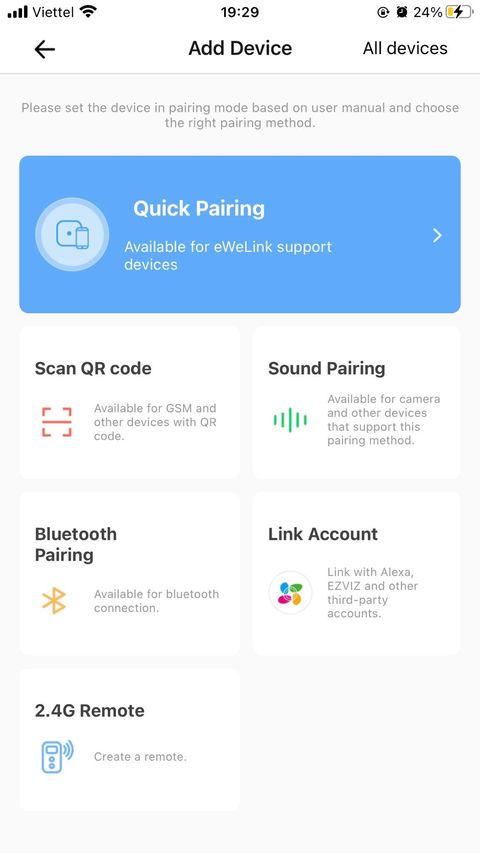 Viettel
19:29
24%
Add Device
All devices
Please set the device in pairing mode based on user manual and choose
the right pairing method.
Quick Pairing
Available for eWeLink support
devices
Scan QR code
Available for GSM and
other devices with QR
code.
Sound Pairing
Available for camera
and other devices
that support this
pairing method.
Bluetooth
Pairing
Available for bluetooth
connection.
Link Account
Link with Alexa,
EZVIZ and other
third-party
accounts.
2.4G Remote
Create a remote.